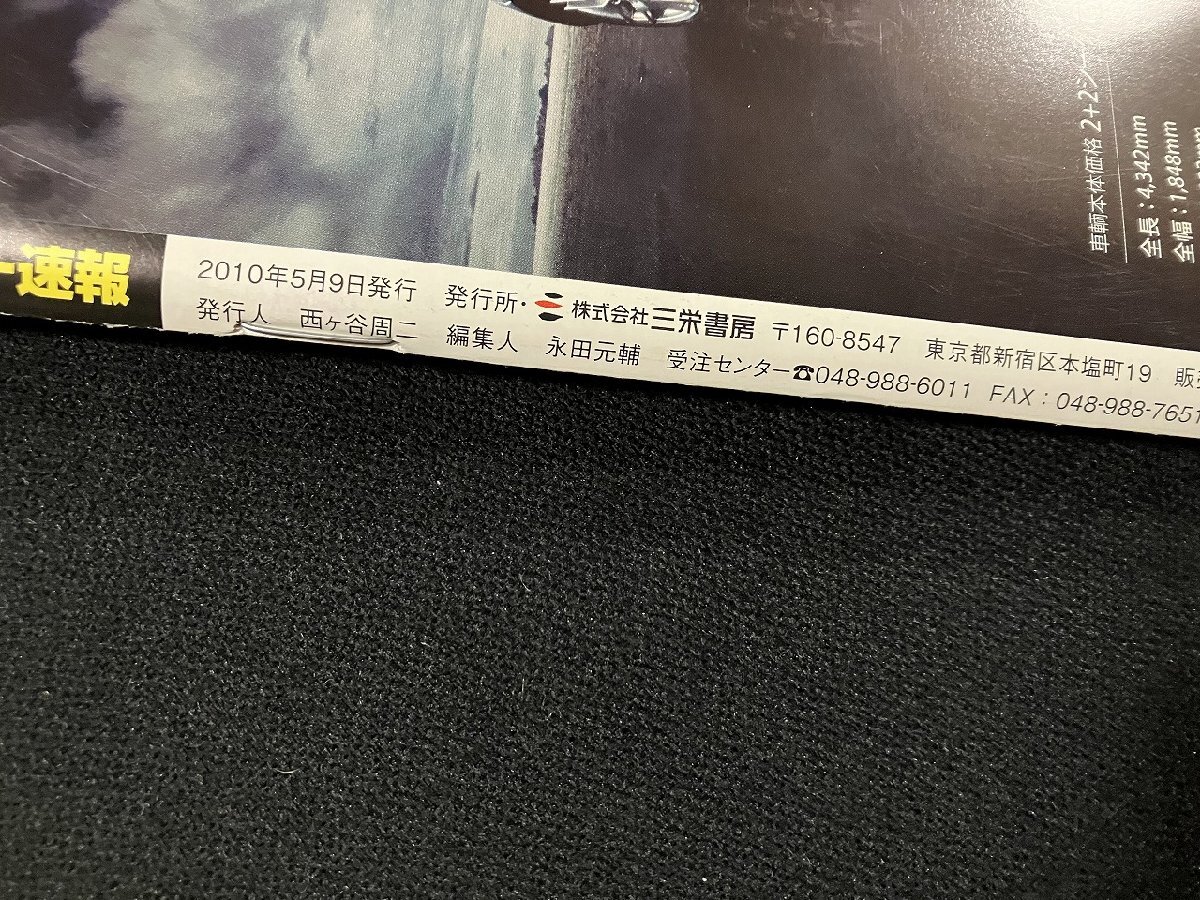 車輌本体価格 2+2シー
全長：4,342mm
全幅：1,848mm
速報
2010年5月9日発行 発行所・株式会社三栄書房 〒160-8547 東京都新宿区本塩町19 販
発行人 西ヶ谷周二 編集人 永田元輔 受注センター☎048-988-6011 FAX：048-988-7651